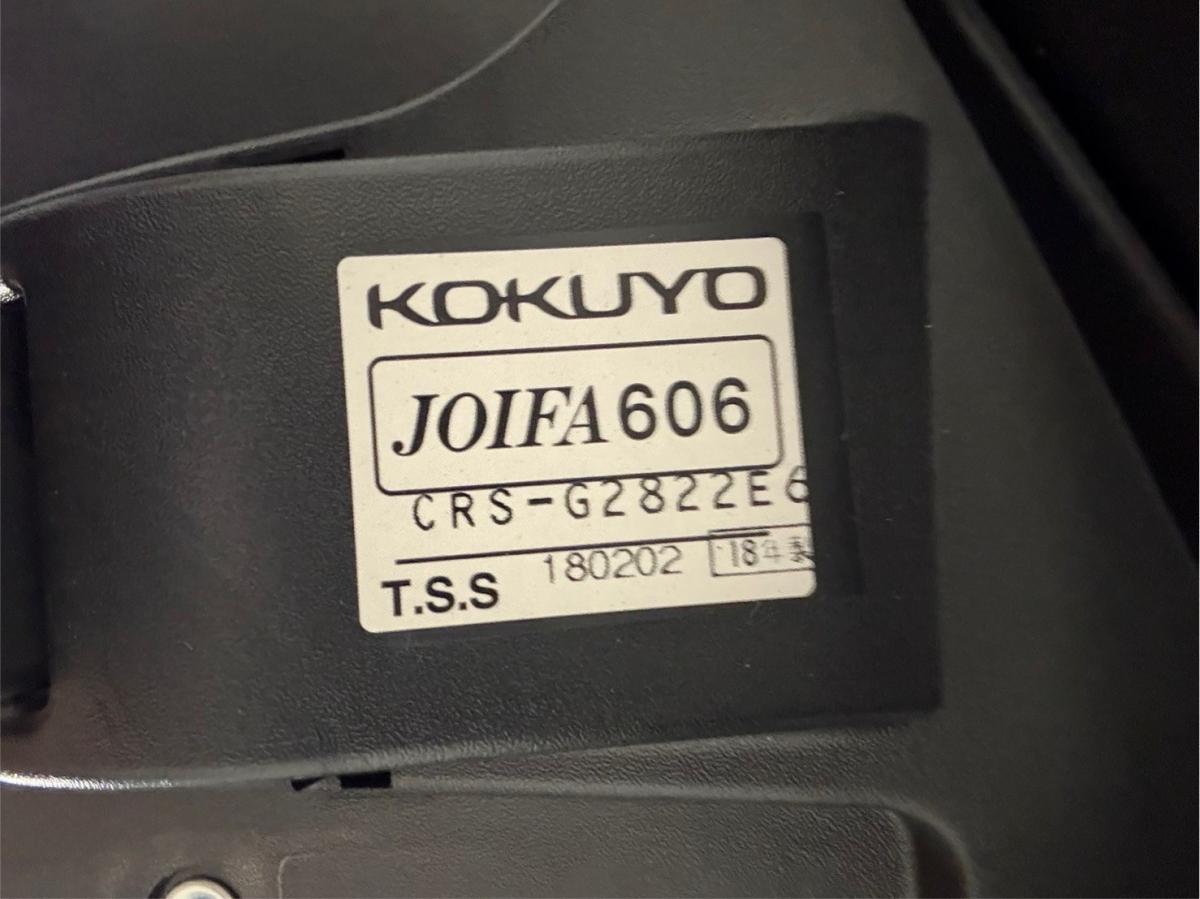 KOKUYO
JOIFA 606
CRS-G2822E6
T.S.S 180202 '18年製